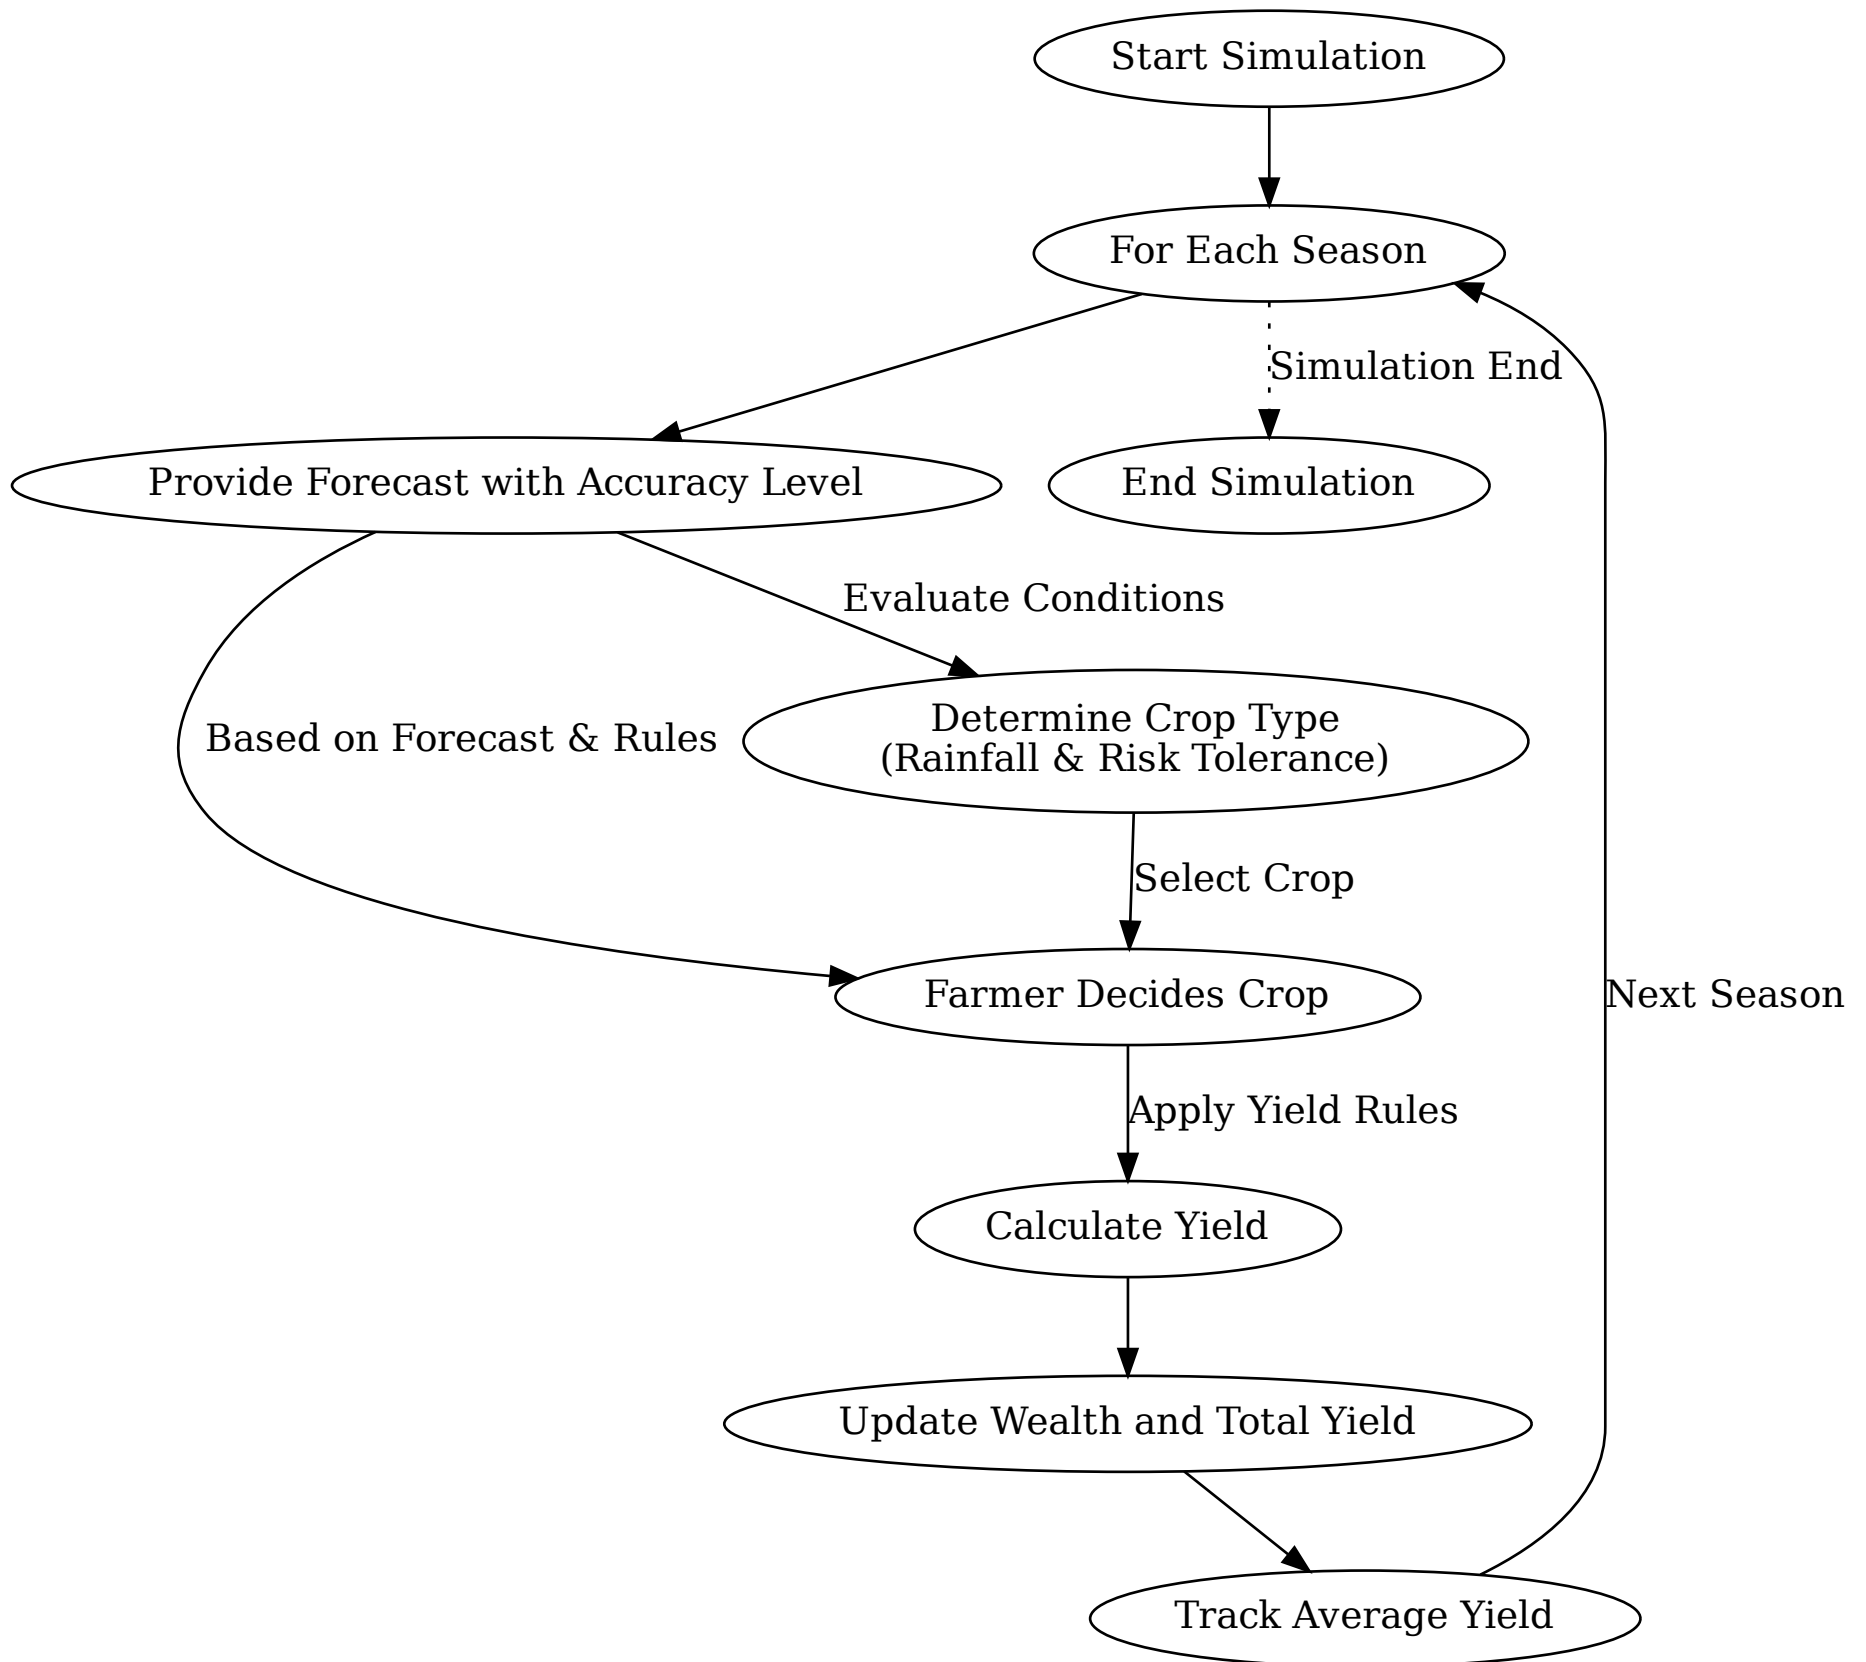 Start Simulation
For Each Season
Simulation End
Provide Forecast with Accuracy Level
End Simulation
Evaluate Conditions
Based on Forecast & Rules
Determine Crop Type
(Rainfall & Risk Tolerance)
Select Crop
Farmer Decides Crop
Next Season
Apply Yield Rules
Calculate Yield
Update Wealth and Total Yield
Track Average Yield